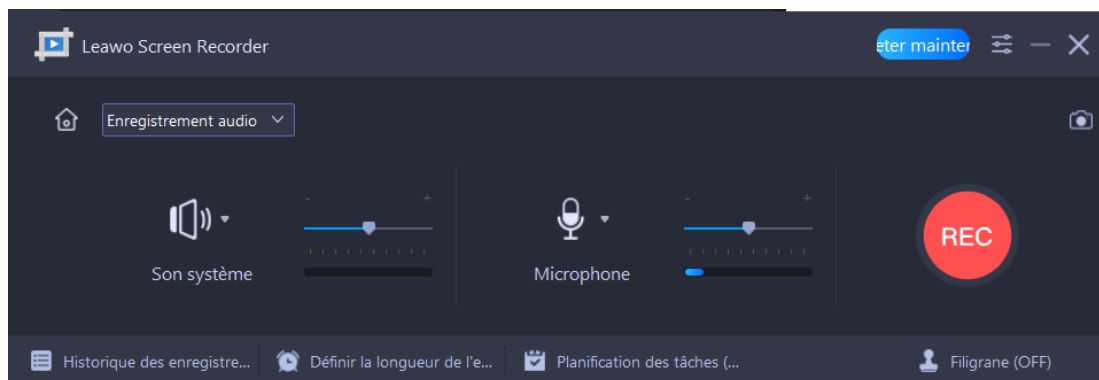 Leawo Screen Recorder
eter mainter
Enregistrement audio
- +
- +
REC
Son système
Microphone
Historique des enregistre...
Définir la longueur de l'e...
Planification des tâches (...
Filigrane (OFF)